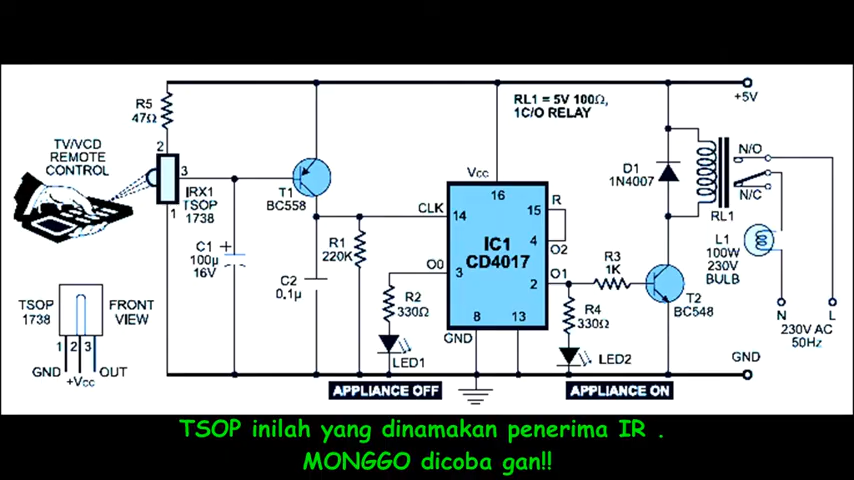 R5
47Ω
TV/VCD
REMOTE
CONTROL
2
3
1
IRX1
TSOP
1738
T1
BC558
C1
100µ
16V
+
C2
0.1µ
R1
220K
RL1 = 5V 100Ω,
1C/O RELAY
+5V
VCC
16
CLK
14
15
R
IC1
CD4017
4
O2
O0
3
2
O1
8
13
GND
R2
330Ω
LED1
R3
1K
R4
330Ω
LED2
D1
1N4007
RL1
N/O
N/C
L1
100W
230V
BULB
T2
BC548
N
L
230V AC
50Hz
GND
TSOP
1738
FRONT
VIEW
1 2 3
GND
+VCC
OUT
APPLIANCE OFF
APPLIANCE ON
TSOP inilah yang dinamakan penerima IR .
MONGGO dicoba gan!!